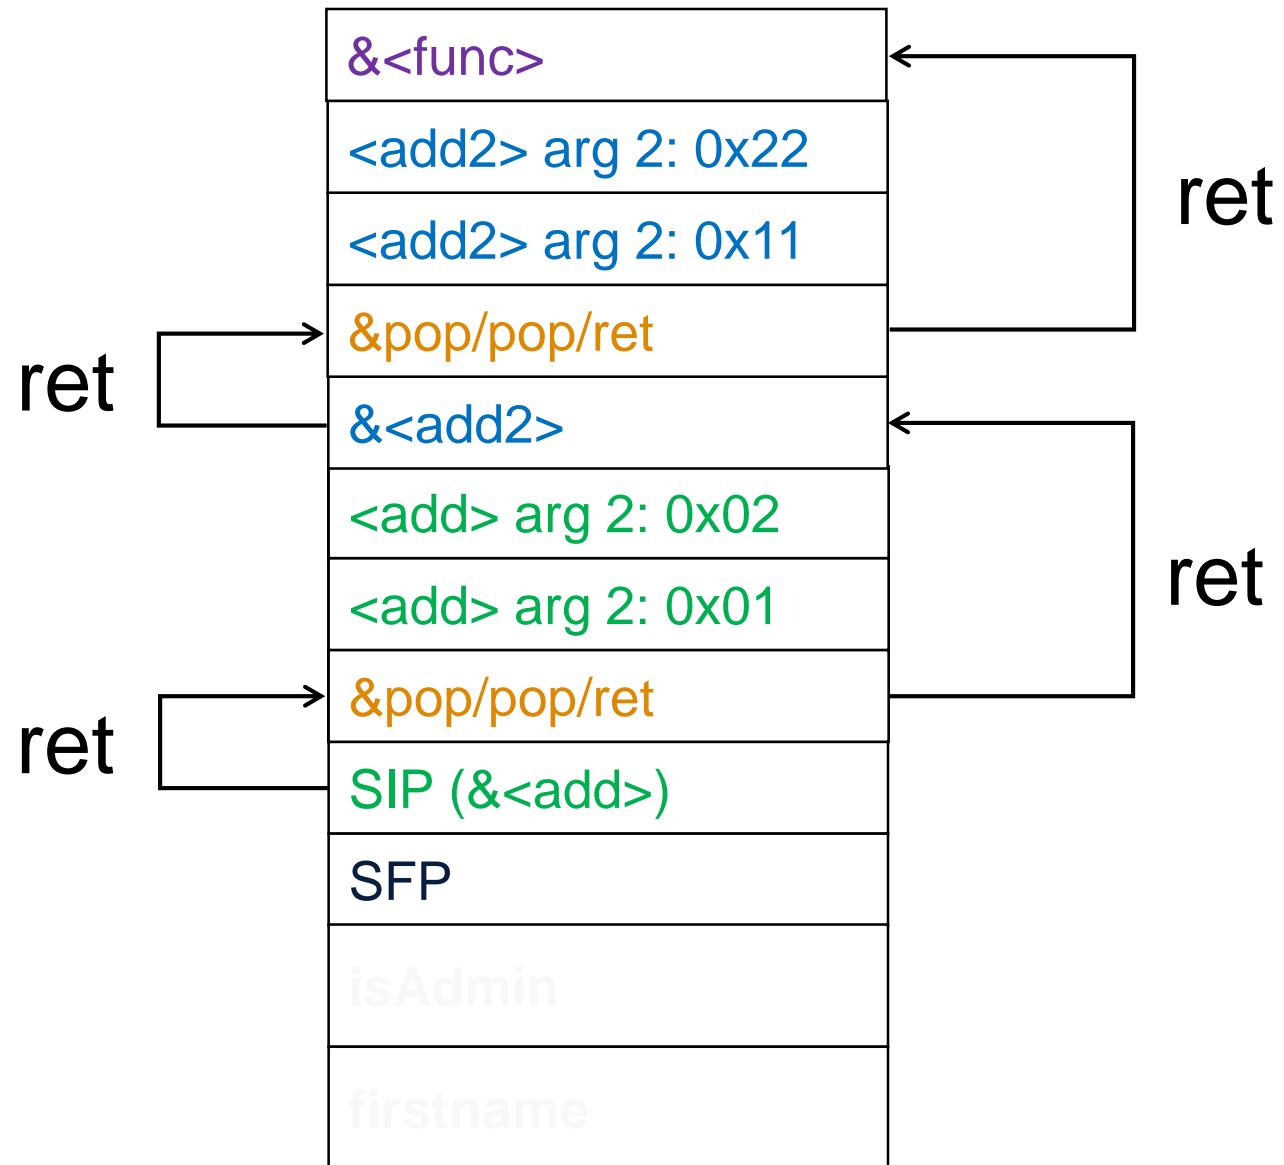 &<func>
<add2> arg 2: 0x22
ret
<add2> arg 2: 0x11
&pop/pop/ret
ret
&<add2>
<add> arg 2: 0x02
ret
<add> arg 2: 0x01
&pop/pop/ret
ret
SIP (&<add>)
SFP
isAdmin
firstname